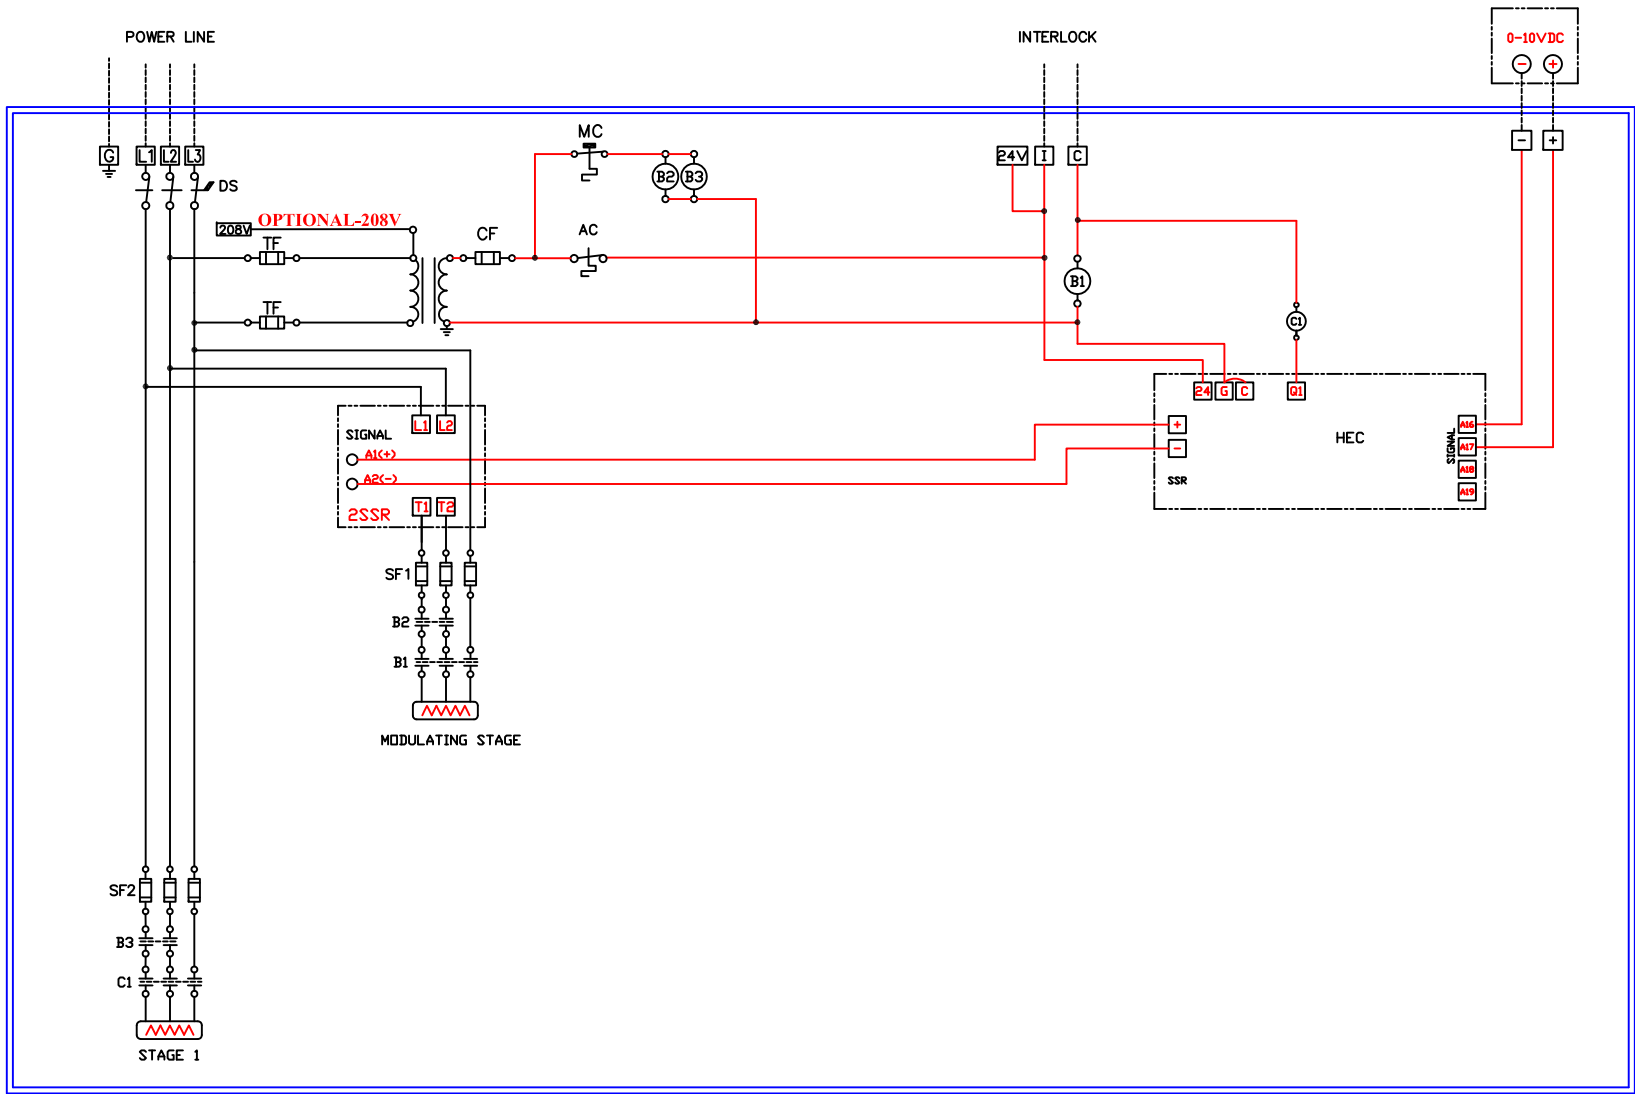 POWER LINE
INTERLOCK
0-10VDC
- +
G L1 L2 L3
MC
24V I C
- +
DS
B2 B3
OPTIONAL-208V
208V
TF
CF
AC
B1
TF
C1
24 G C Q1
L1 L2
SIGNAL
A1(+)
A2(-)
T1 T2
2SSR
+
-
SSR
HEC
SIGNAL
A16
A17
A18
A19
SF1
B2
B1
MODULATING STAGE
SF2
B3
C1
STAGE 1